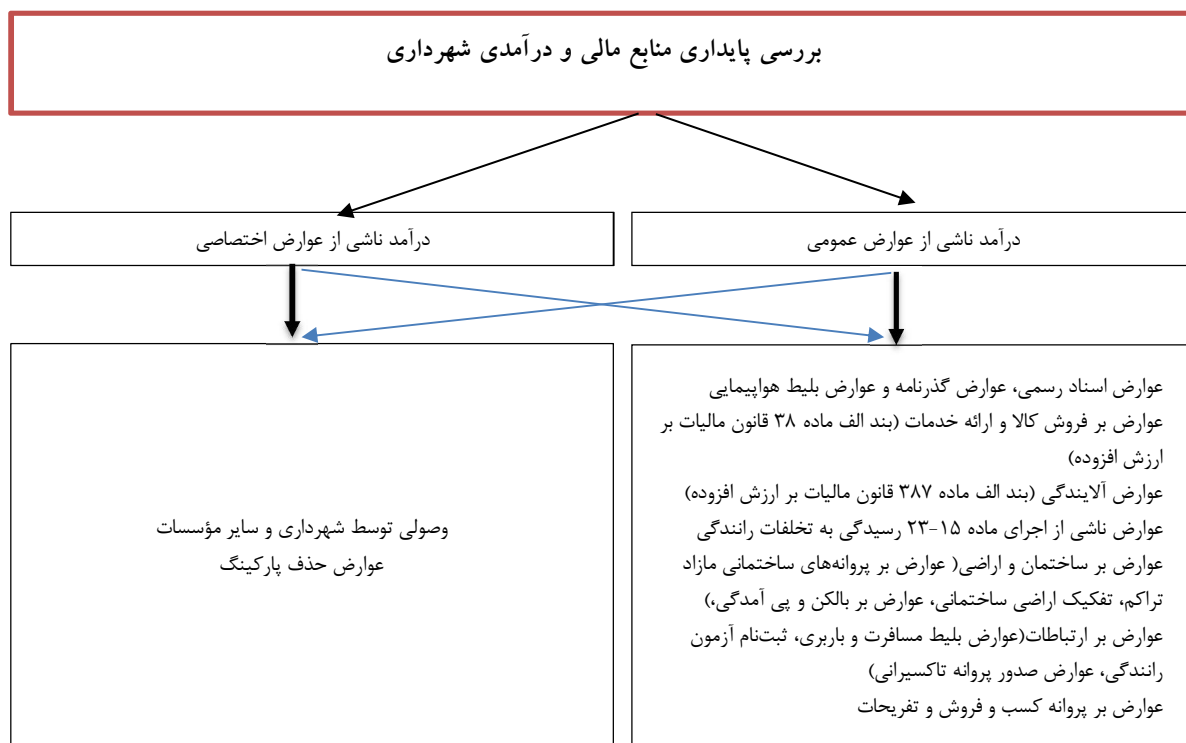 بررسی پایداری منابع مالی و درآمدی شهرداری
درآمد ناشی از عوارض عمومی
درآمد ناشی از عوارض اختصاصی
عوارض اسناد رسمی، عوارض گذرنامه و عوارض بلیط هواپیمایی
عوارض بر فروش کالا و ارائه خدمات (بند الف ماده ۳۸ قانون مالیات بر
ارزش افزوده)
عوارض آلایندگی (بند الف ماده ۳۸۷ قانون مالیات بر ارزش افزوده)
عوارض ناشی از اجرای ماده ۱۵-۲۳ رسیدگی به تخلفات رانندگی
عوارض بر ساختمان و اراضی( عوارض بر پروانه‌های ساختمانی مازاد
تراکم، تفکیک اراضی ساختمانی، عوارض بر بالکن و پی آمدگی،)
عوارض بر ارتباطات(عوارض بلیط مسافرت و باربری، ثبت‌نام آزمون
رانندگی، عوارض صدور پروانه تاکسیرانی)
عوارض بر پروانه کسب و فروش و تفریحات
وصولی توسط شهرداری و سایر مؤسسات
عوارض حذف پارکینگ